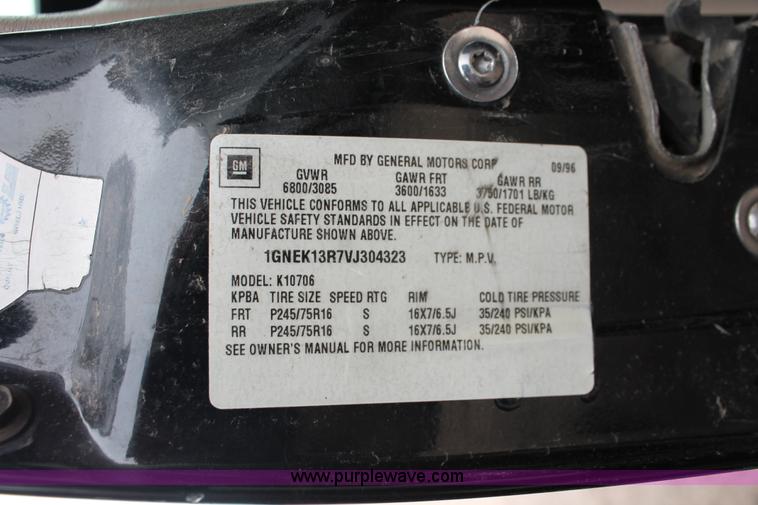 GM
MFD BY GENERAL MOTORS CORP 09/96
GVWR GAWR FRT GAWR RR
6800/3085 3600/1633 3750/1701 LB/KG
THIS VEHICLE CONFORMS TO ALL APPLICABLE U.S. FEDERAL MOTOR
VEHICLE SAFETY STANDARDS IN EFFECT ON THE DATE OF
MANUFACTURE SHOWN ABOVE.
1GNEK13R7VJ304323 TYPE: M.P.V.
MODEL: K10706
KPBA TIRE SIZE SPEED RTG RIM COLD TIRE PRESSURE
FRT P245/75R16 S 16X7/6.5J 35/240 PSI/KPA
RR P245/75R16 S 16X7/6.5J 35/240 PSI/KPA
SEE OWNER'S MANUAL FOR MORE INFORMATION.
www.purplewave.com